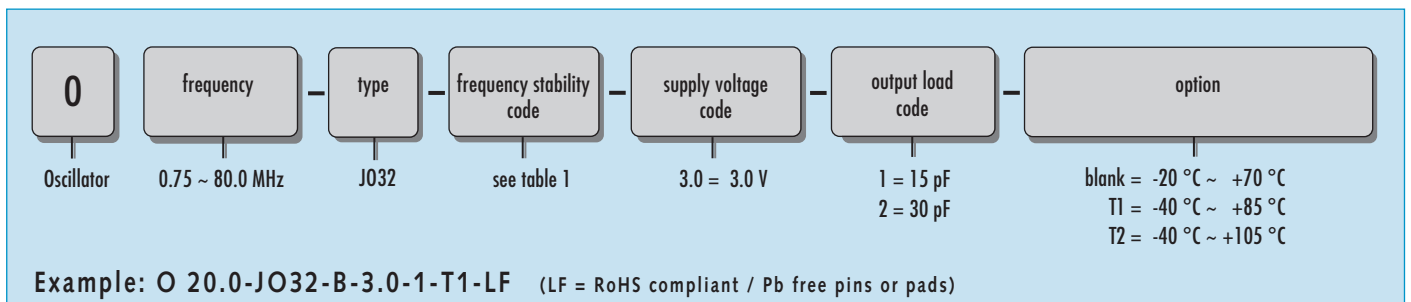 O
frequency
type
frequency stability
code
supply voltage
code
output load
code
option
Oscillator
0.75 ~ 80.0 MHz
JO32
see table 1
3.0 = 3.0 V
1 = 15 pF
2 = 30 pF
blank = -20 °C ~ +70 °C
T1 = -40 °C ~ +85 °C
T2 = -40 °C ~ +105 °C
Example: O 20.0-JO32-B-3.0-1-T1-LF (LF = RoHS compliant / Pb free pins or pads)